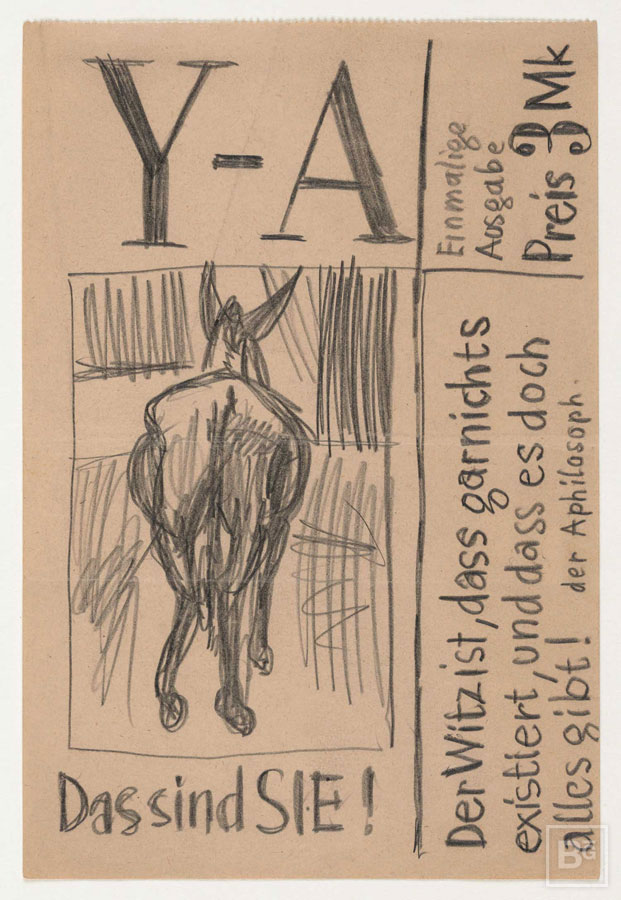 Y-A
Das sind SIE!
Einmalige
Ausgabe
Preis 3 Mk
Der Witz ist, dass garnichts
existiert, und dass es doch
alles gibt! der Aphilosoph.
BG